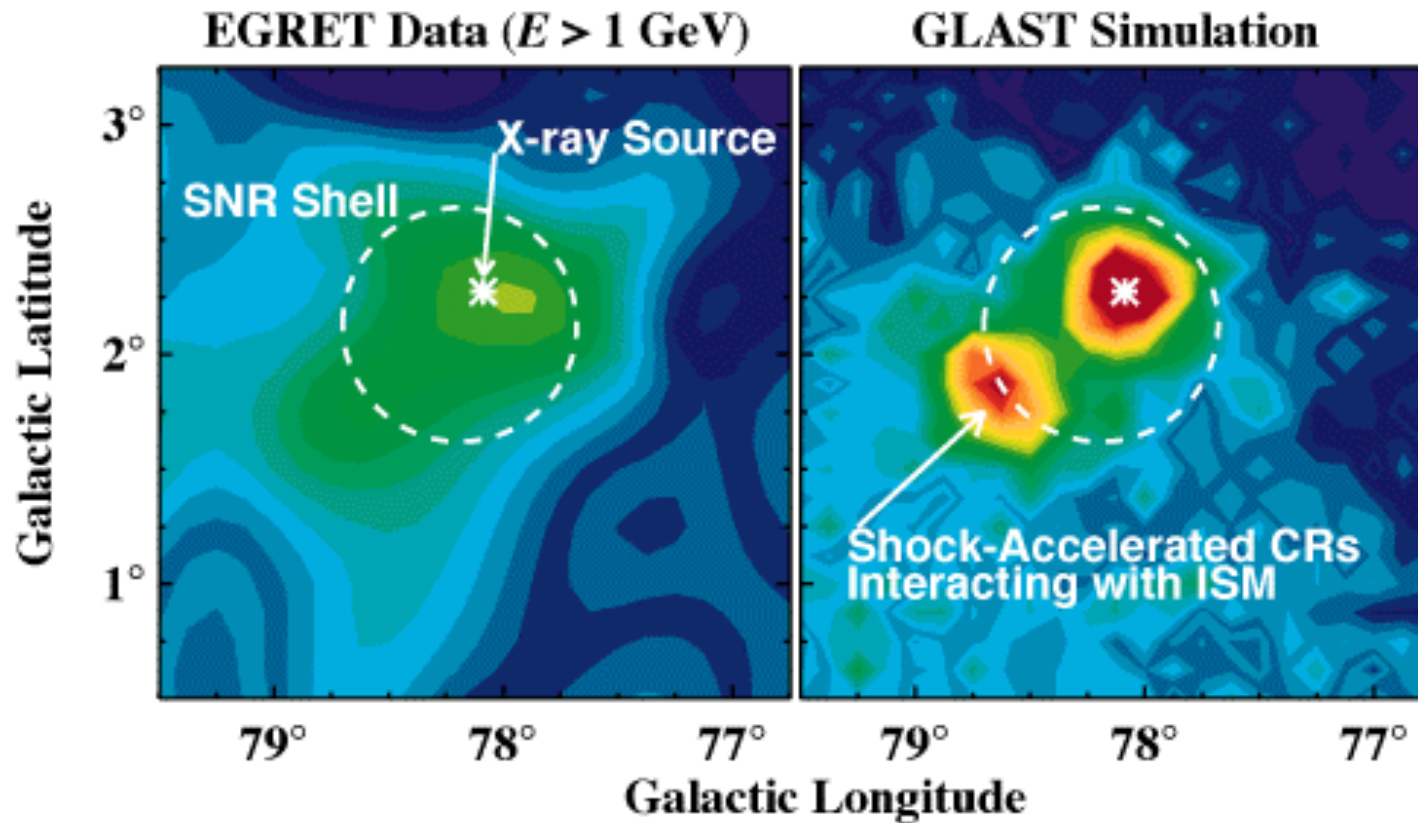 EGRET Data (E > 1 GeV)
GLAST Simulation
X-ray Source
SNR Shell
Shock-Accelerated CRs
Interacting with ISM
3°
2°
1°
Galactic Latitude
79°
78°
77°
79°
78°
77°
Galactic Longitude